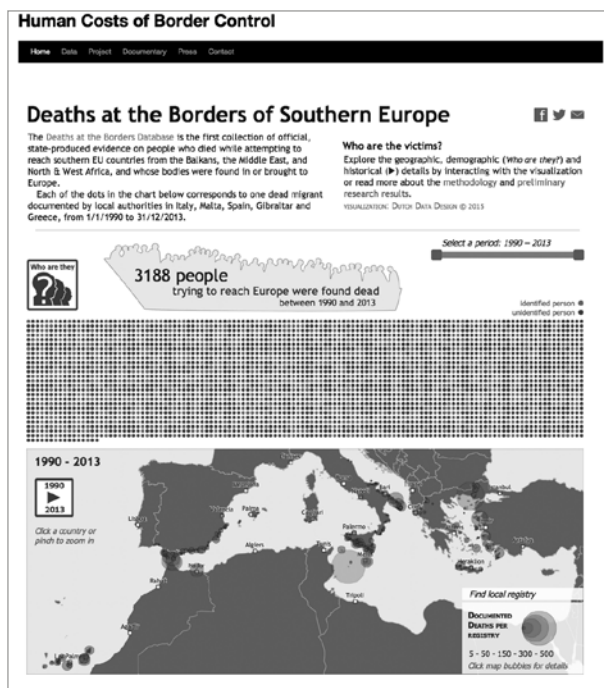 Human Costs of Border Control
Home Data Project Documentary Press Contact
Deaths at the Borders of Southern Europe
The Deaths at the Borders Database is the first collection of official,
state-produced evidence on people who died while attempting to
reach southern EU countries from the Balkans, the Middle East, and
North & West Africa, and whose bodies were found in or brought to
Europe.
Each of the dots in the chart below corresponds to one dead migrant
documented by local authorities in Italy, Malta, Spain, Gibraltar and
Greece, from 1/1/1990 to 31/12/2013.
Who are the victims?
Explore the geographic, demographic (Who are they?) and
historical (▶) details by interacting with the visualization
or read more about the methodology and preliminary
research results.
VISUALIZATION: DUTCH DATA DESIGN © 2015
Select a period: 1990 – 2013
Who are they
3188 people
trying to reach Europe were found dead
between 1990 and 2013
identified person
unidentified person
1990 - 2013
1990
2013
Click a country or
pinch to zoom in
Valencia
Palma
Cagliari
Bari
Palermo
Algiers
Tunis
Tripoli
Rabat
Find local registry
DOCUMENTED
DEATHS PER
REGISTRY
5 - 50 - 150 - 300 - 500
Click map bubbles for details